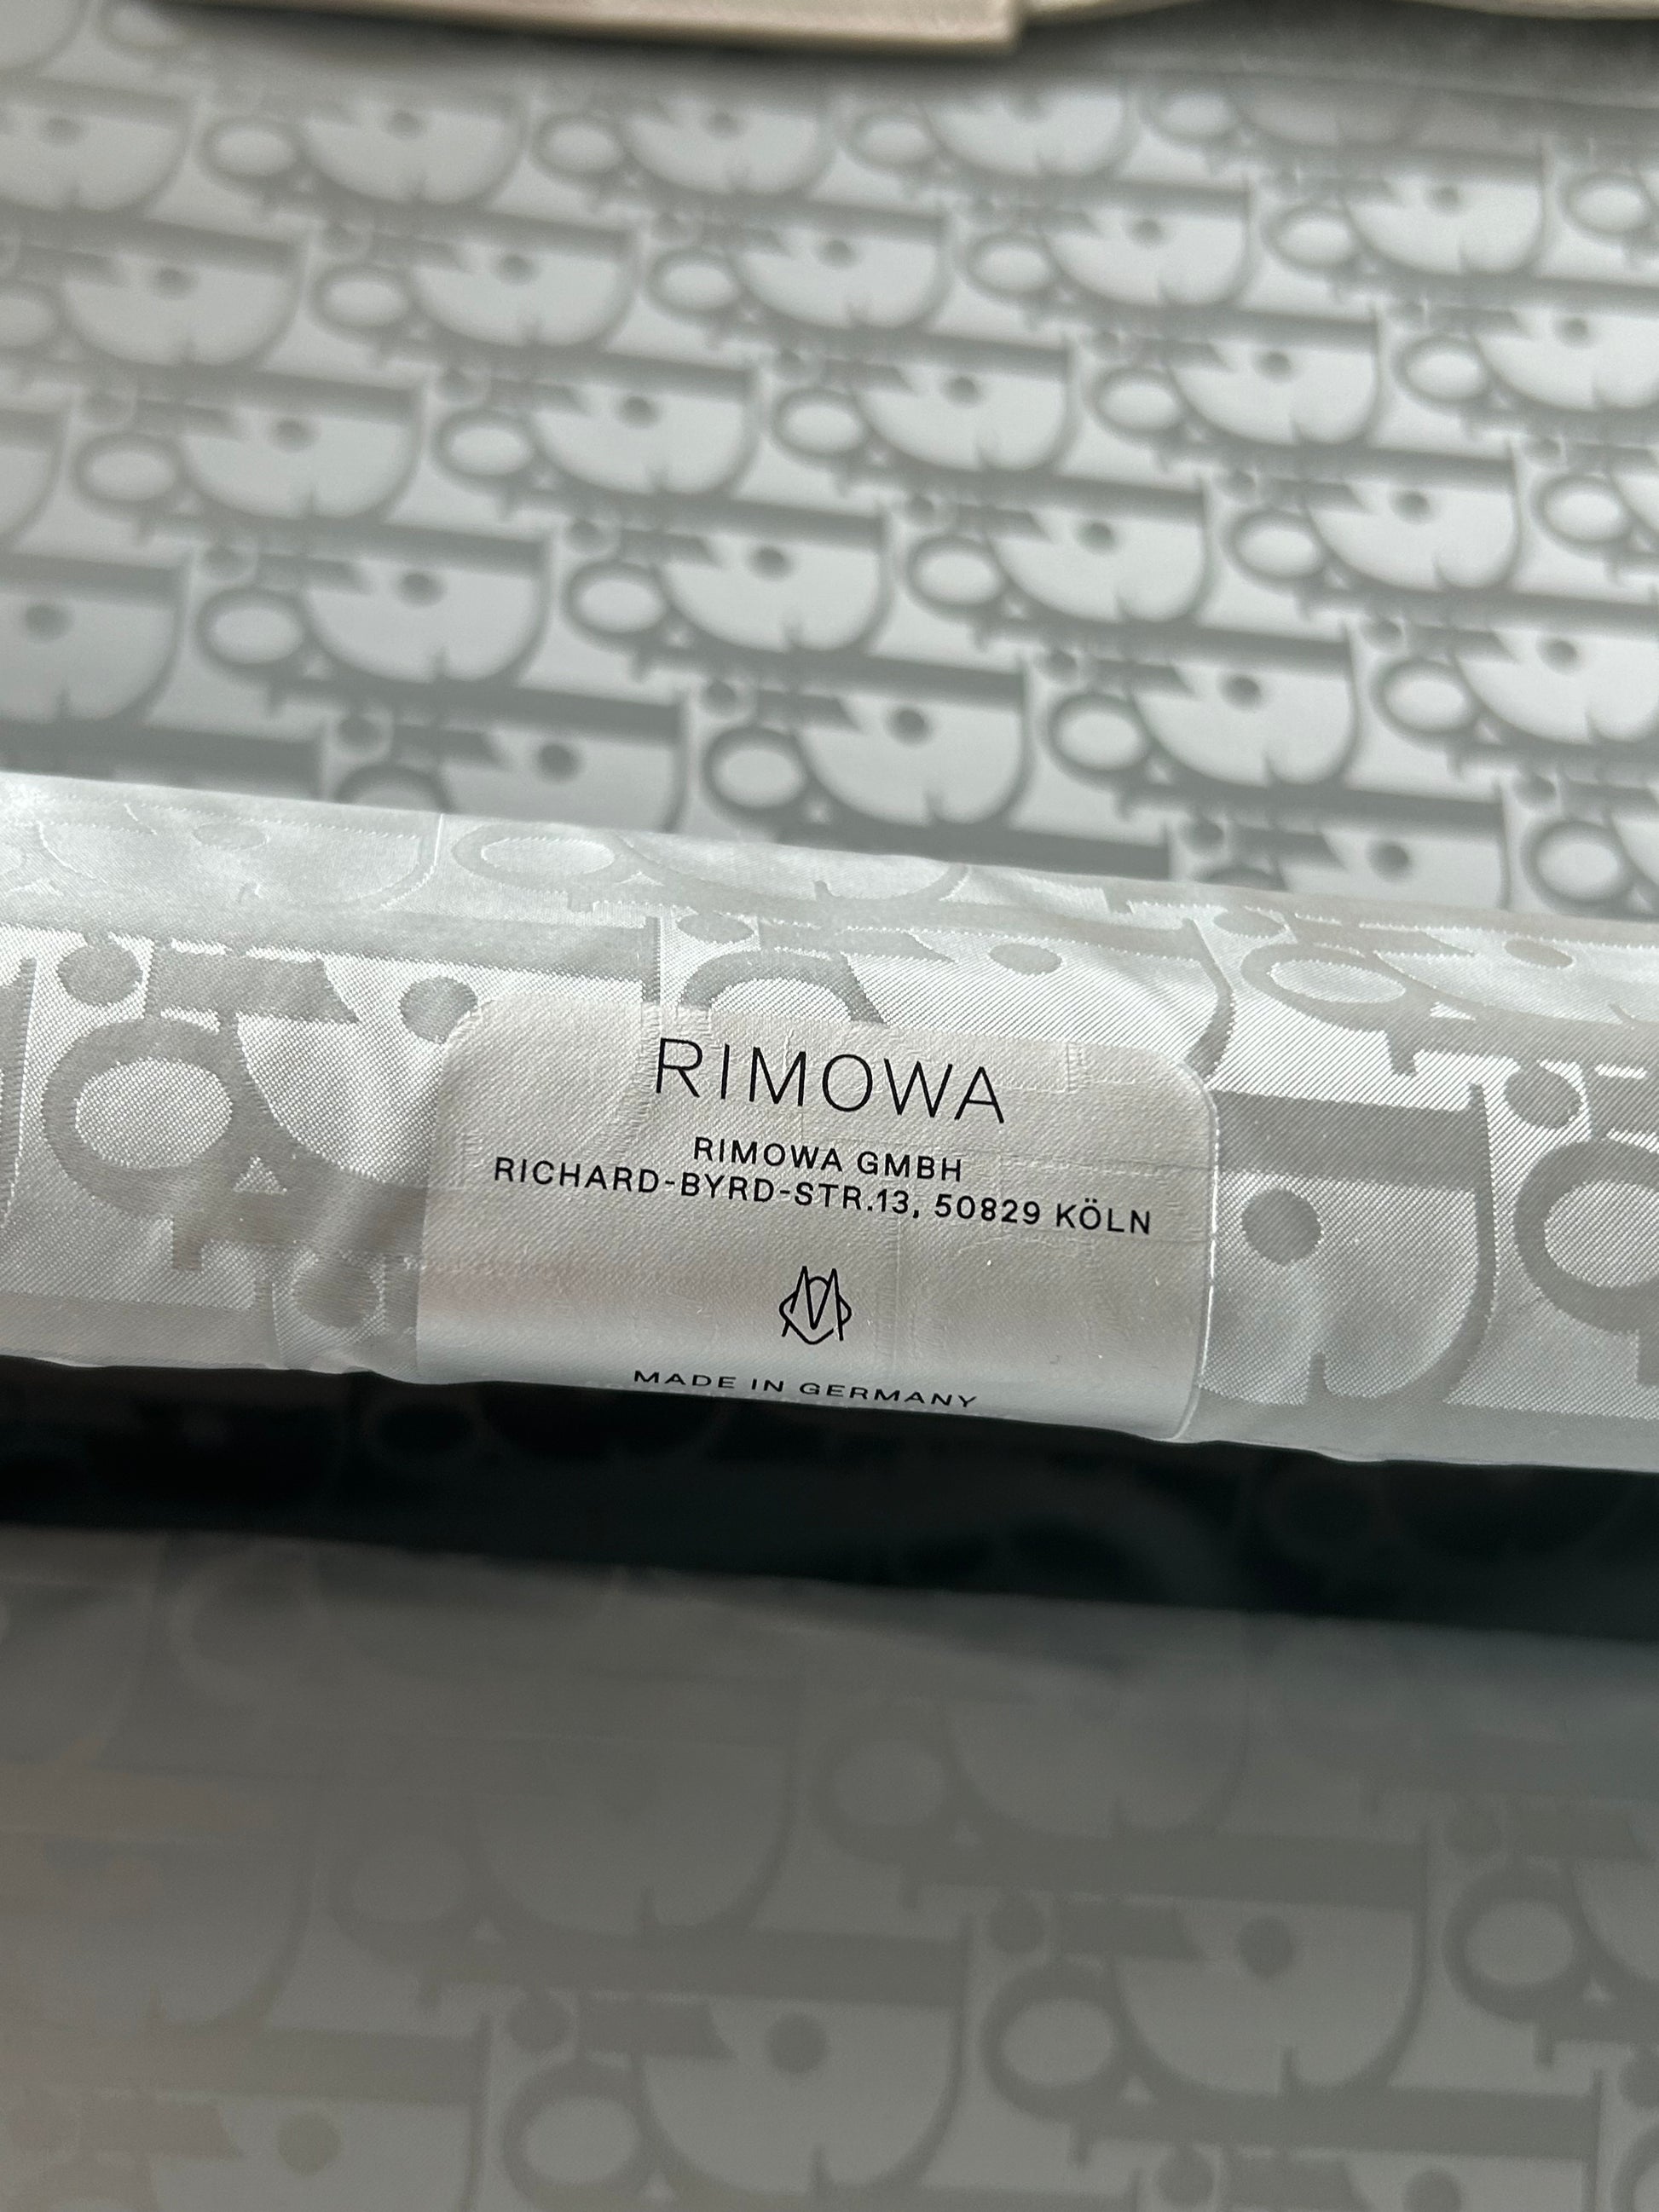 RIMOWA
RIMOWA GMBH
RICHARD-BYRD-STR.13, 50829 KÖLN
MADE IN GERMANY